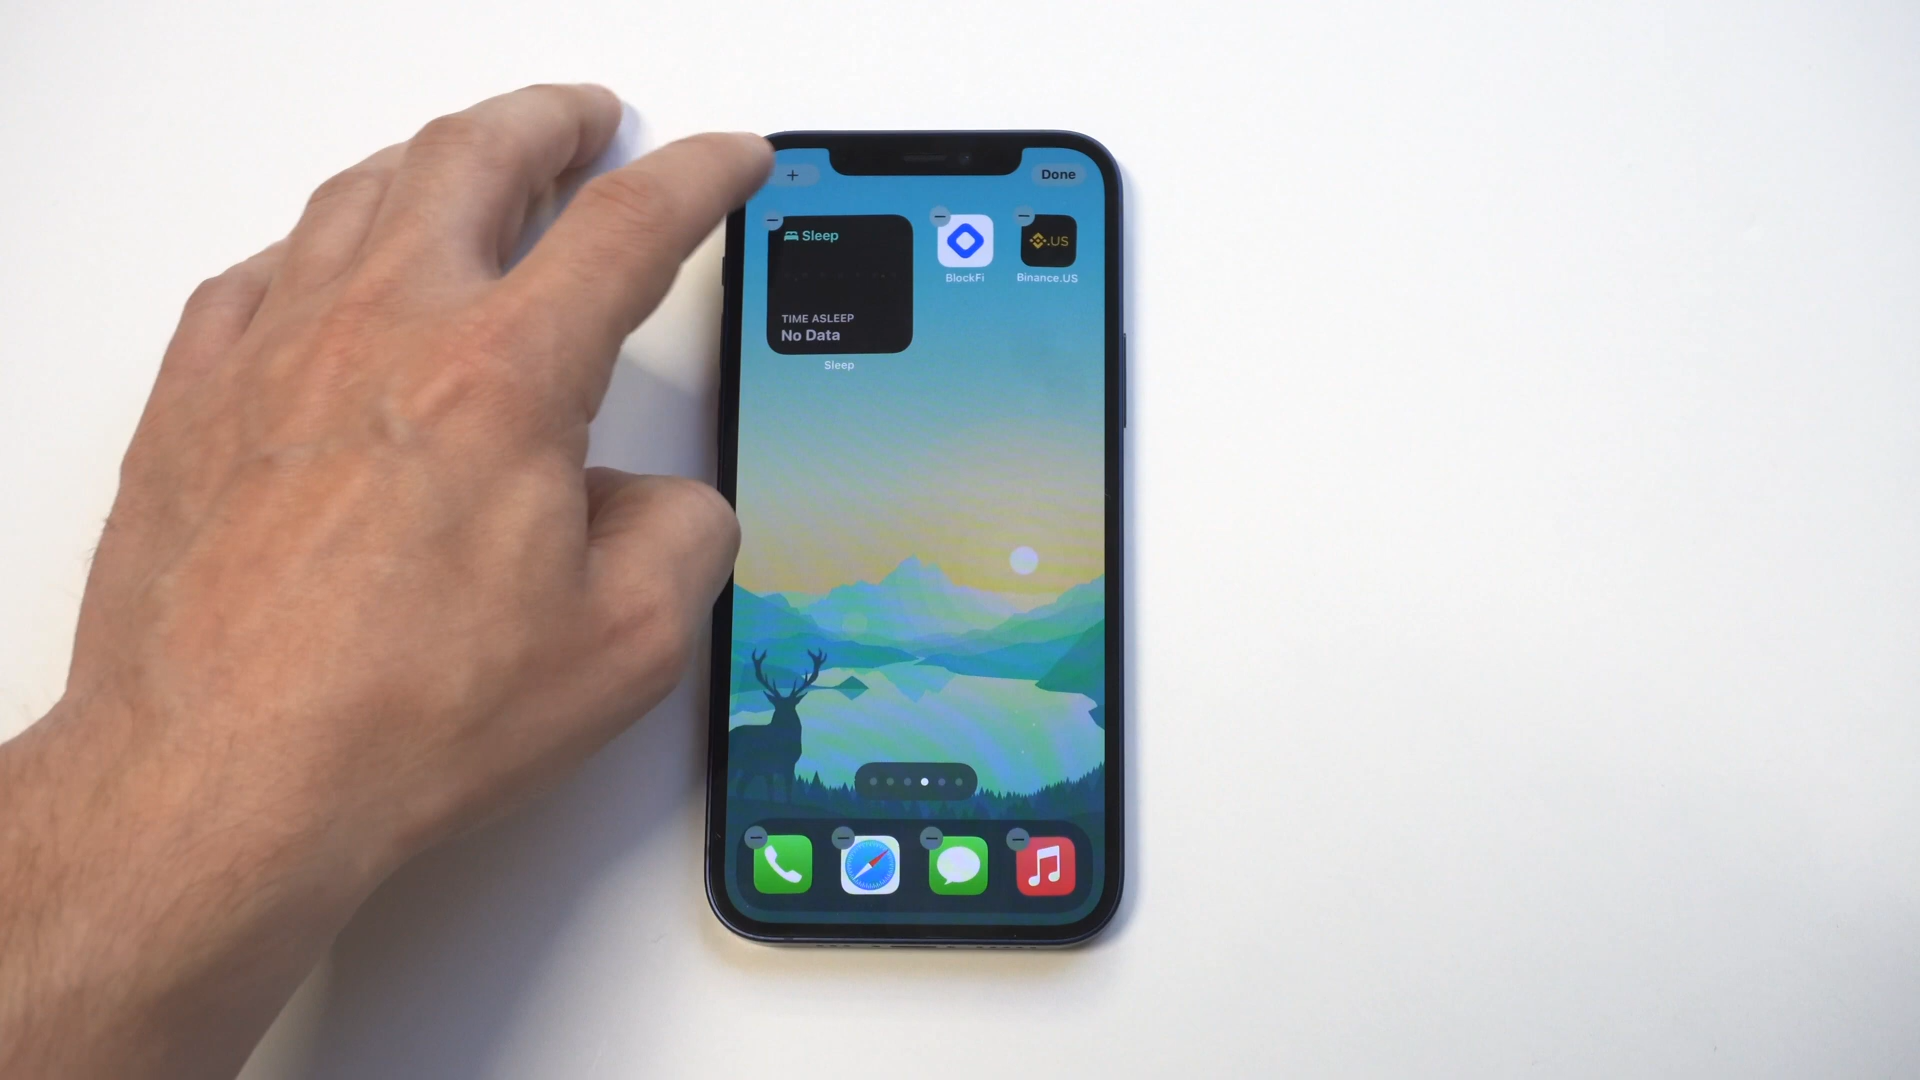 +
Done
Sleep
TIME ASLEEP
No Data
Sleep
BlockFi
.US
Binance.US